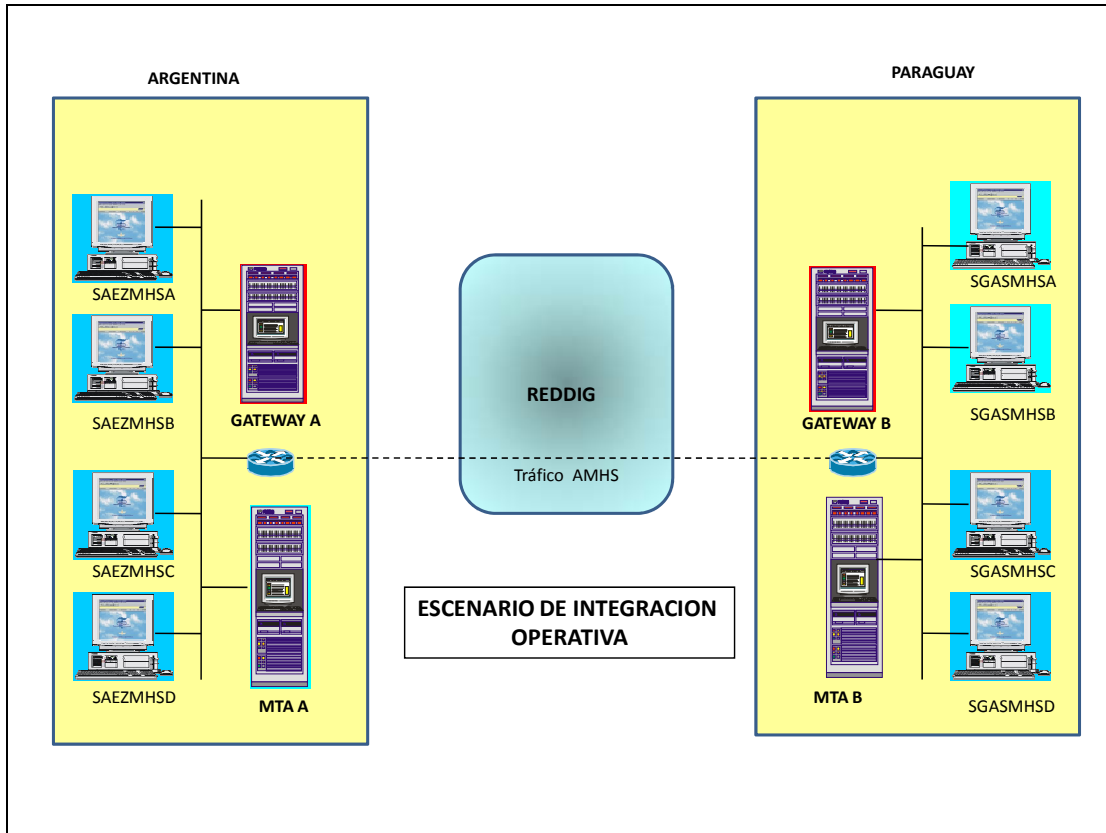 ARGENTINA
SAEZMHSA
SAEZMHSB
GATEWAY A
SAEZMHSC
SAEZMHSD
MTA A
REDDIG
Tráfico AMHS
ESCENARIO DE INTEGRACION
OPERATIVA
PARAGUAY
SGASMHSA
GATEWAY B
SGASMHSB
SGASMHSC
MTA B
SGASMHSD